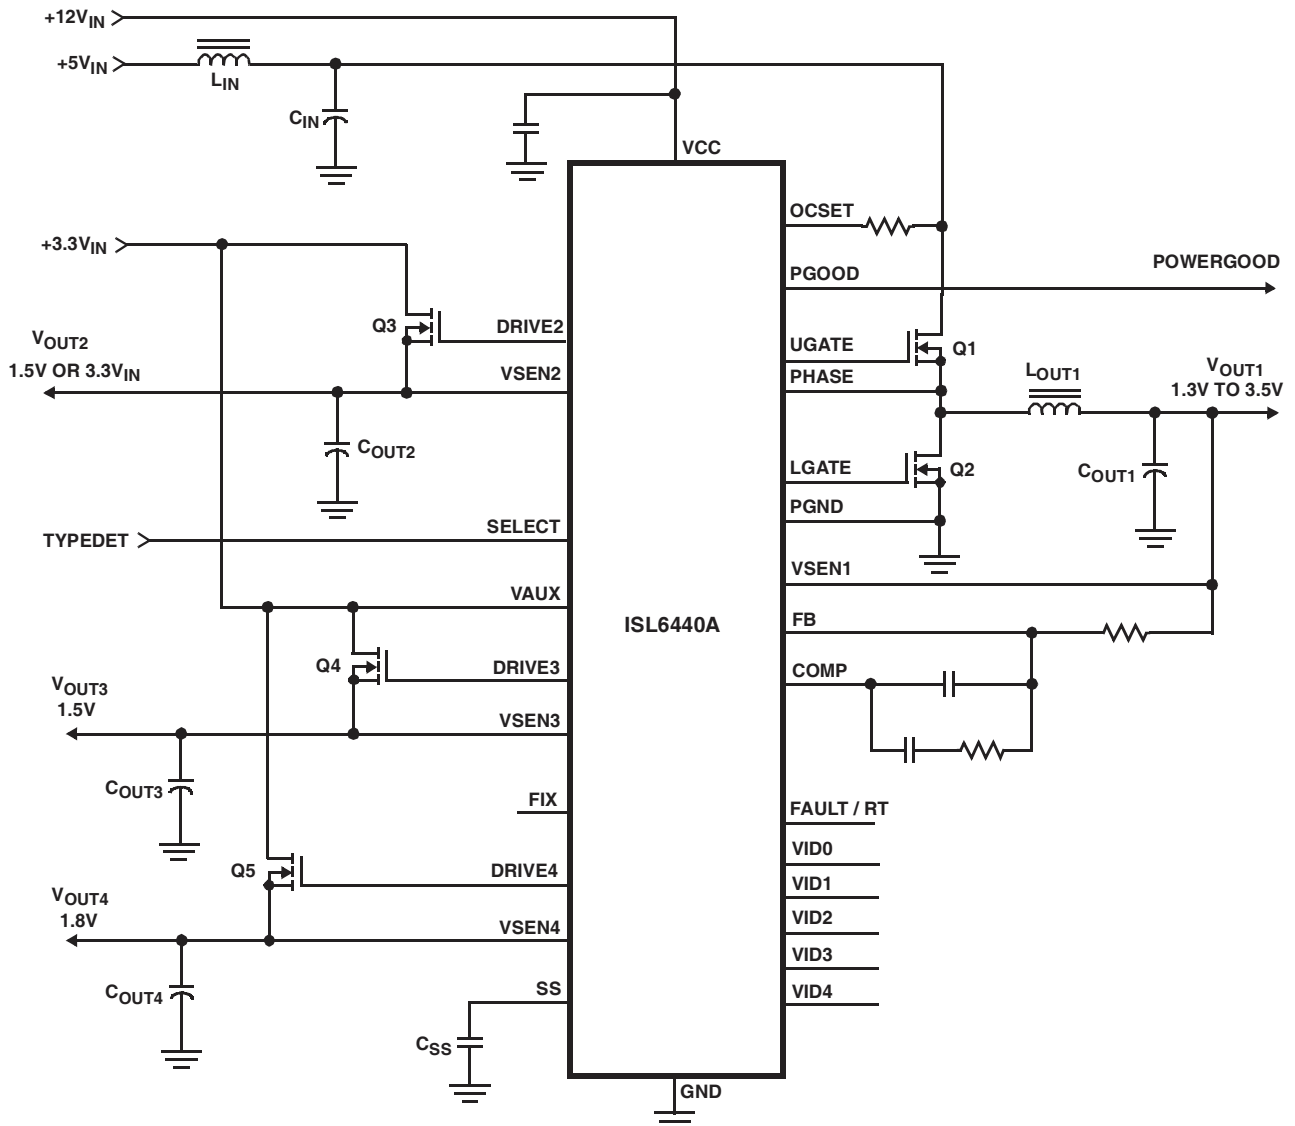 +12VIN
+5VIN
LIN
CIN
VCC
OCSET
+3.3VIN
PGOOD
POWERGOOD
Q3
DRIVE2
VOUT2
1.5V OR 3.3VIN
VSEN2
UGATE
Q1
PHASE
LOUT1
VOUT1
1.3V TO 3.5V
COUT2
LGATE
Q2
COUT1
PGND
TYPEDET
SELECT
VSEN1
VAUX
ISL6440A
FB
Q4
DRIVE3
COMP
VOUT3
1.5V
VSEN3
COUT3
FIX
FAULT / RT
VID0
Q5
DRIVE4
VID1
VOUT4
1.8V
VSEN4
VID2
VID3
COUT4
SS
VID4
CSS
GND